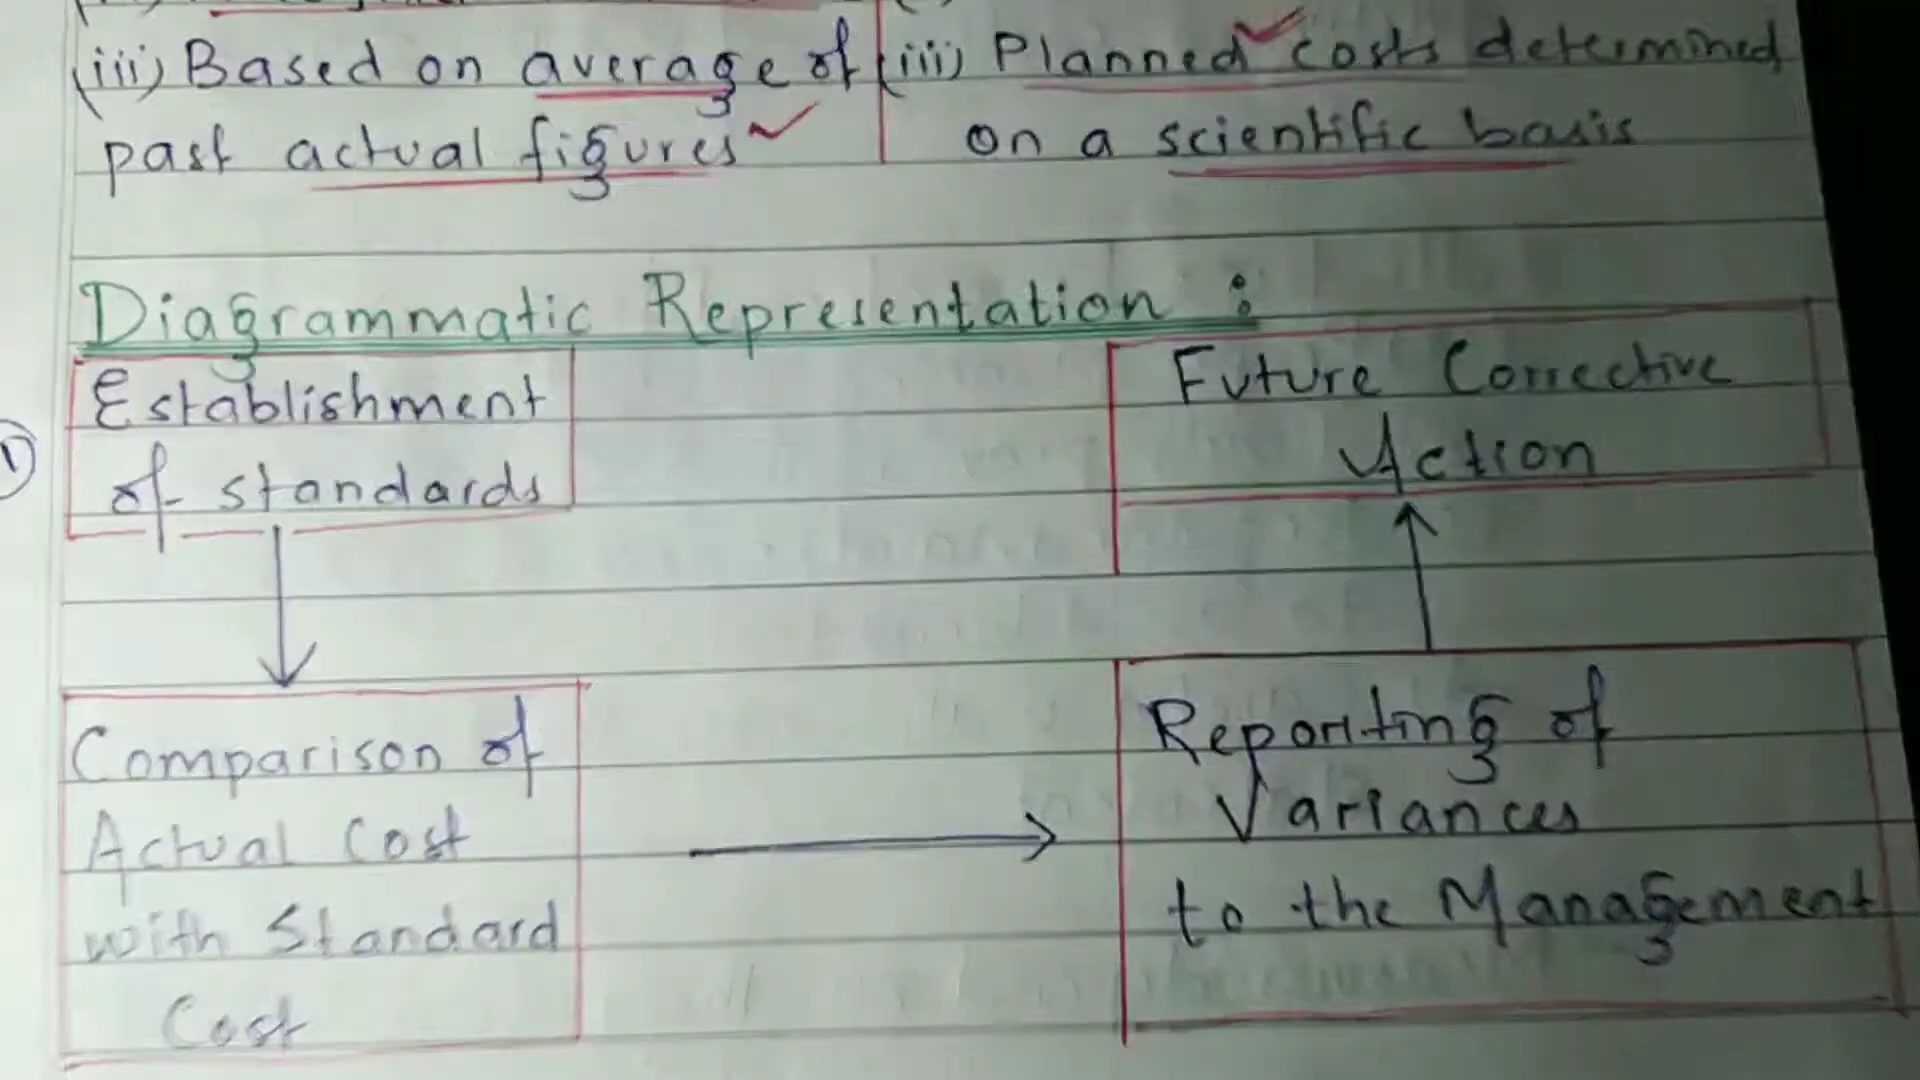 (iii) Based on average of
past actual figures
(iii) Planned costs determined
on a scientific basis
Diagrammatic Representation :
1
Establishment
of standards
Comparison of
Actual Cost
with Standard
Cost
Reporting of
Variances
to the Management
Future Corrective
Action